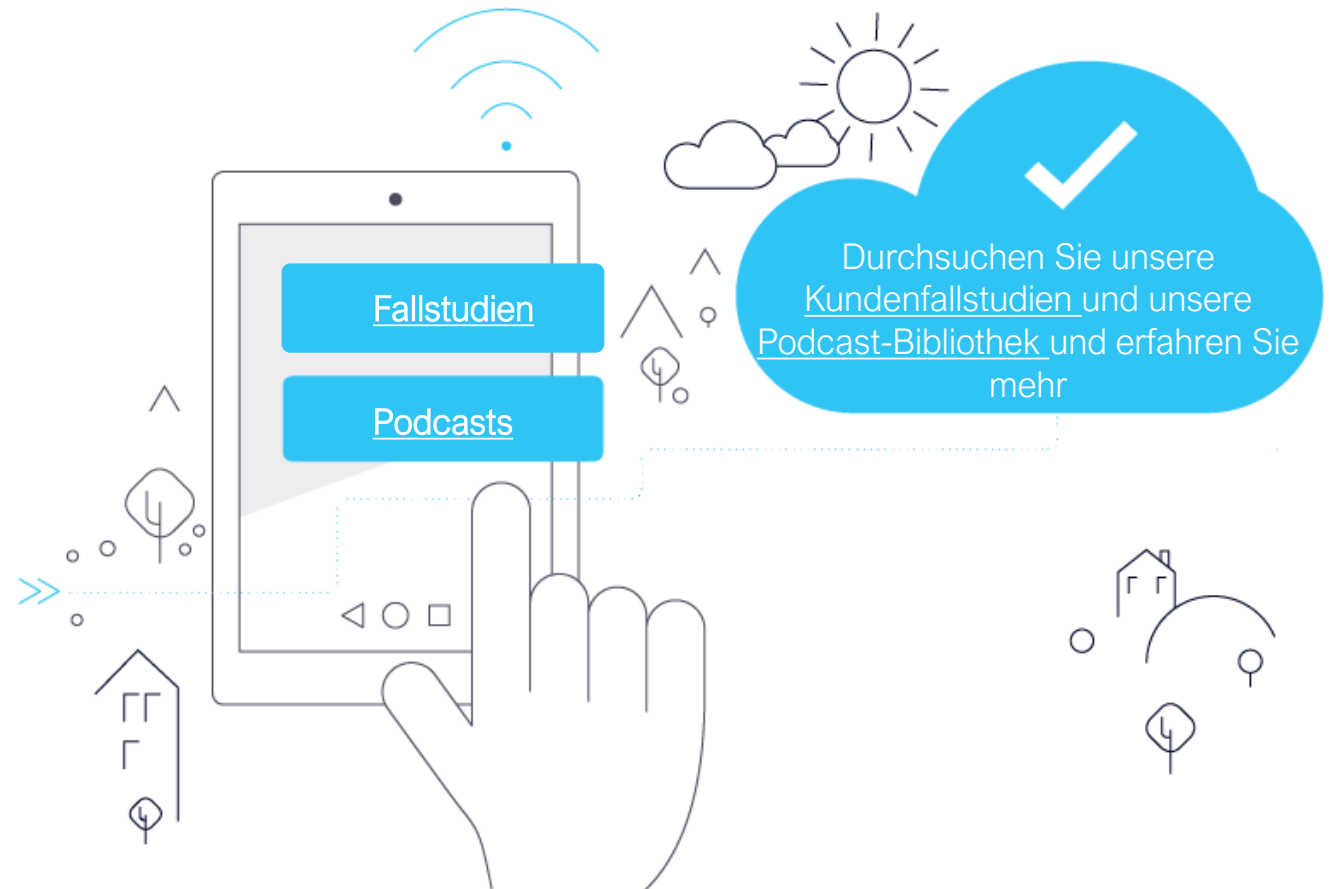 Fallstudien
Podcasts
Durchsuchen Sie unsere
Kundenfallstudien und unsere
Podcast-Bibliothek und erfahren Sie
mehr